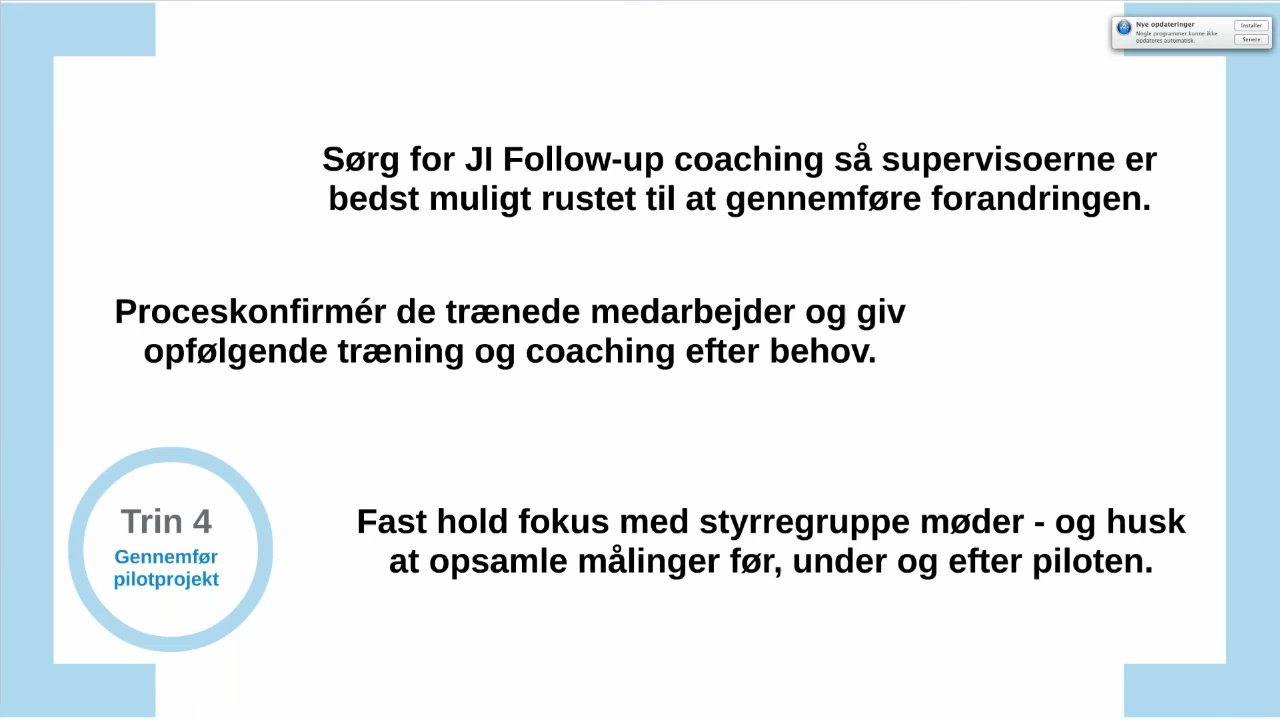 Nye opdateringer
Nogle programmer kunne ikke
opdateres automatisk.
Installer
Senere
Sørg for JI Follow-up coaching så supervisoerne er
bedst muligt rustet til at gennemføre forandringen.
Proceskonfirmér de trænede medarbejder og giv
opfølgende træning og coaching efter behov.
Trin 4
Gennemfør
pilotprojekt
Fast hold fokus med styrregruppe møder - og husk
at opsamle målinger før, under og efter piloten.